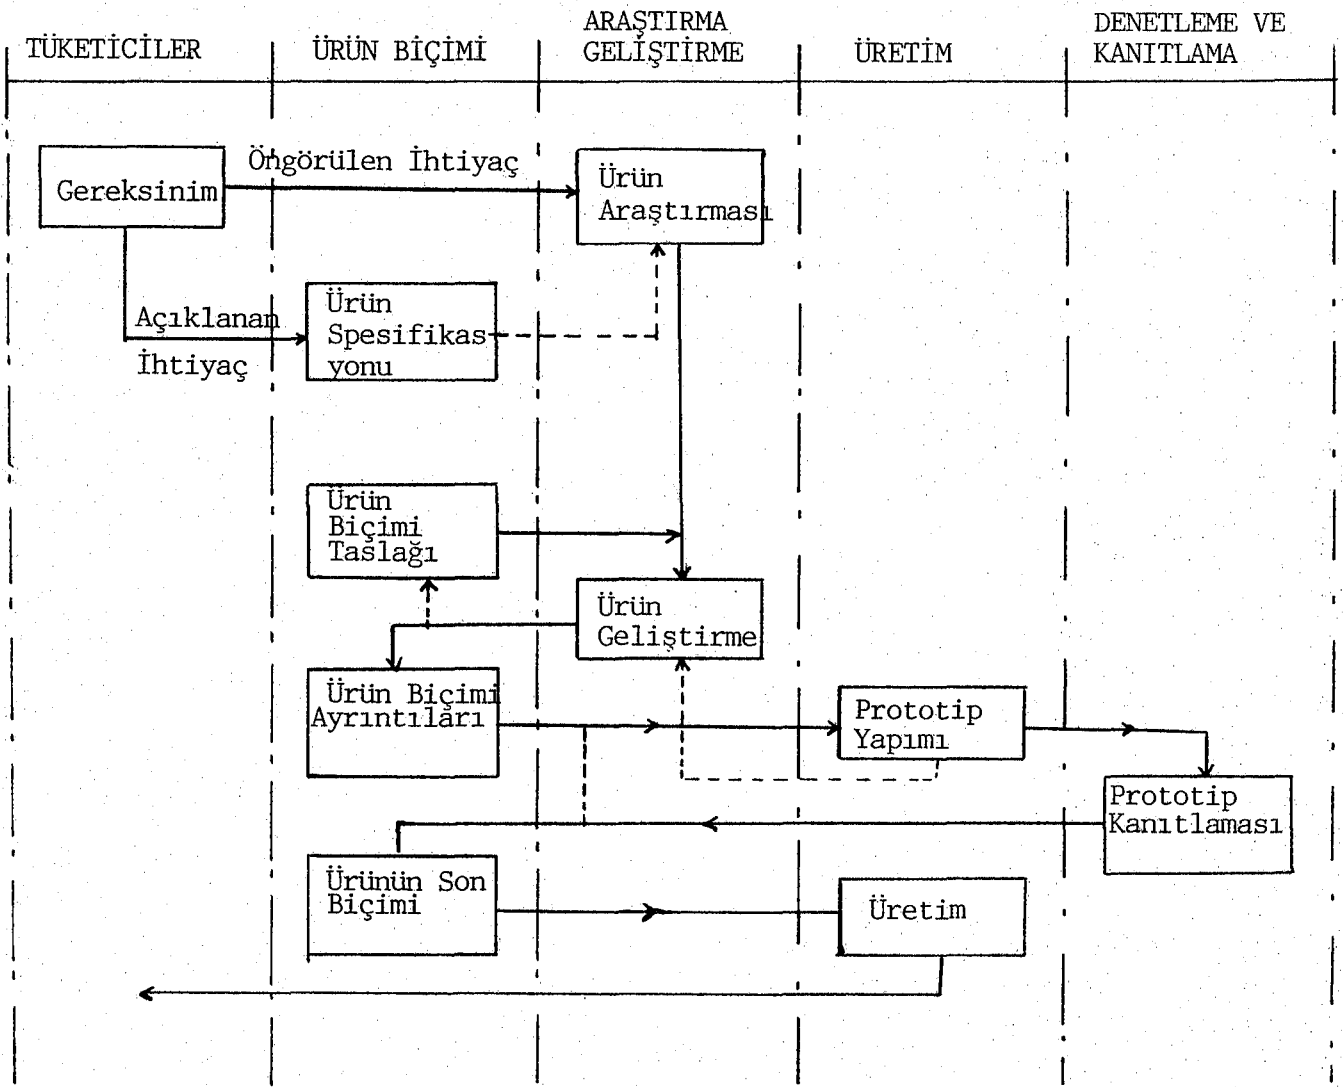 TÜKETİCİLER
ÜRÜN BİÇİMİ
ARAŞTIRMA
GELİŞTİRME
ÜRETİM
DENETLEME VE
KANITLAMA
Gereksinim
Öngörülen İhtiyaç
Ürün
Araştırması
Açıklanan
İhtiyaç
Ürün
Spesifikas
yonu
Ürün
Biçimi
Taslağı
Ürün
Geliştirme
Ürün Biçimi
Ayrıntıları
Prototip
Yapımı
Prototip
Kanıtlaması
Ürünün Son
Biçimi
Üretim